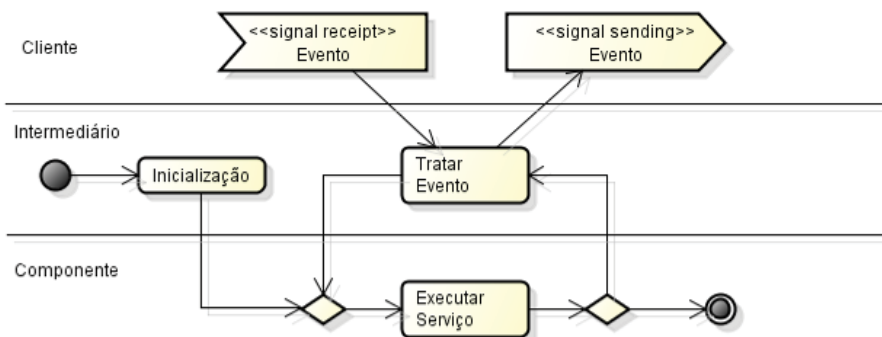 Cliente
<<signal receipt>>
Evento
<<signal sending>>
Evento
Intermediário
Inicialização
Tratar
Evento
Componente
Executar
Serviço